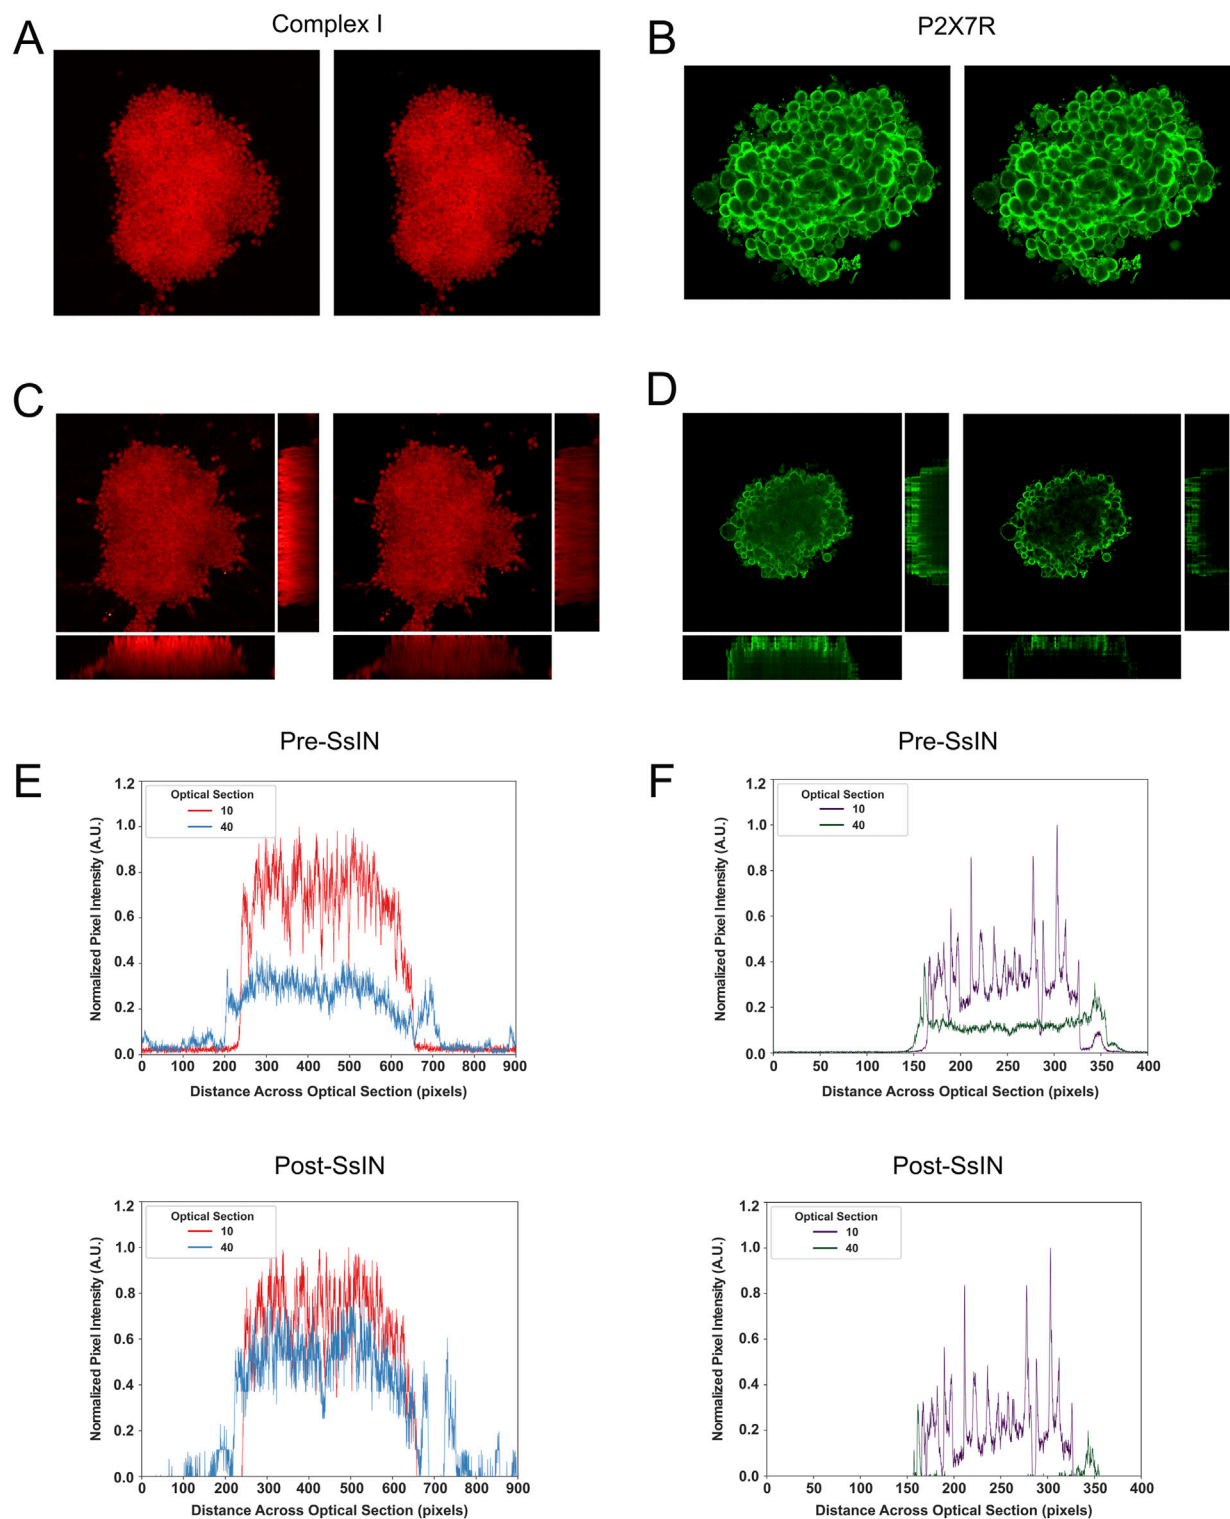 A
Complex I
B
P2X7R
C
D
E
Pre-SsIN
1.2
1.0
0.8
0.6
0.4
0.2
0.0
Normalized Pixel Intensity (A.U.)
Optical Section
10
40
0 100 200 300 400 500 600 700 800 900
Distance Across Optical Section (pixels)
F
Pre-SsIN
1.2
1.0
0.8
0.6
0.4
0.2
0.0
Normalized Pixel Intensity (A.U.)
Optical Section
10
40
0 50 100 150 200 250 300 350 400
Distance Across Optical Section (pixels)
Post-SsIN
1.2
1.0
0.8
0.6
0.4
0.2
0.0
Normalized Pixel Intensity (A.U.)
Optical Section
10
40
0 100 200 300 400 500 600 700 800 900
Distance Across Optical Section (pixels)
Post-SsIN
1.2
1.0
0.8
0.6
0.4
0.2
0.0
Normalized Pixel Intensity (A.U.)
Optical Section
10
40
0 50 100 150 200 250 300 350 400
Distance Across Optical Section (pixels)